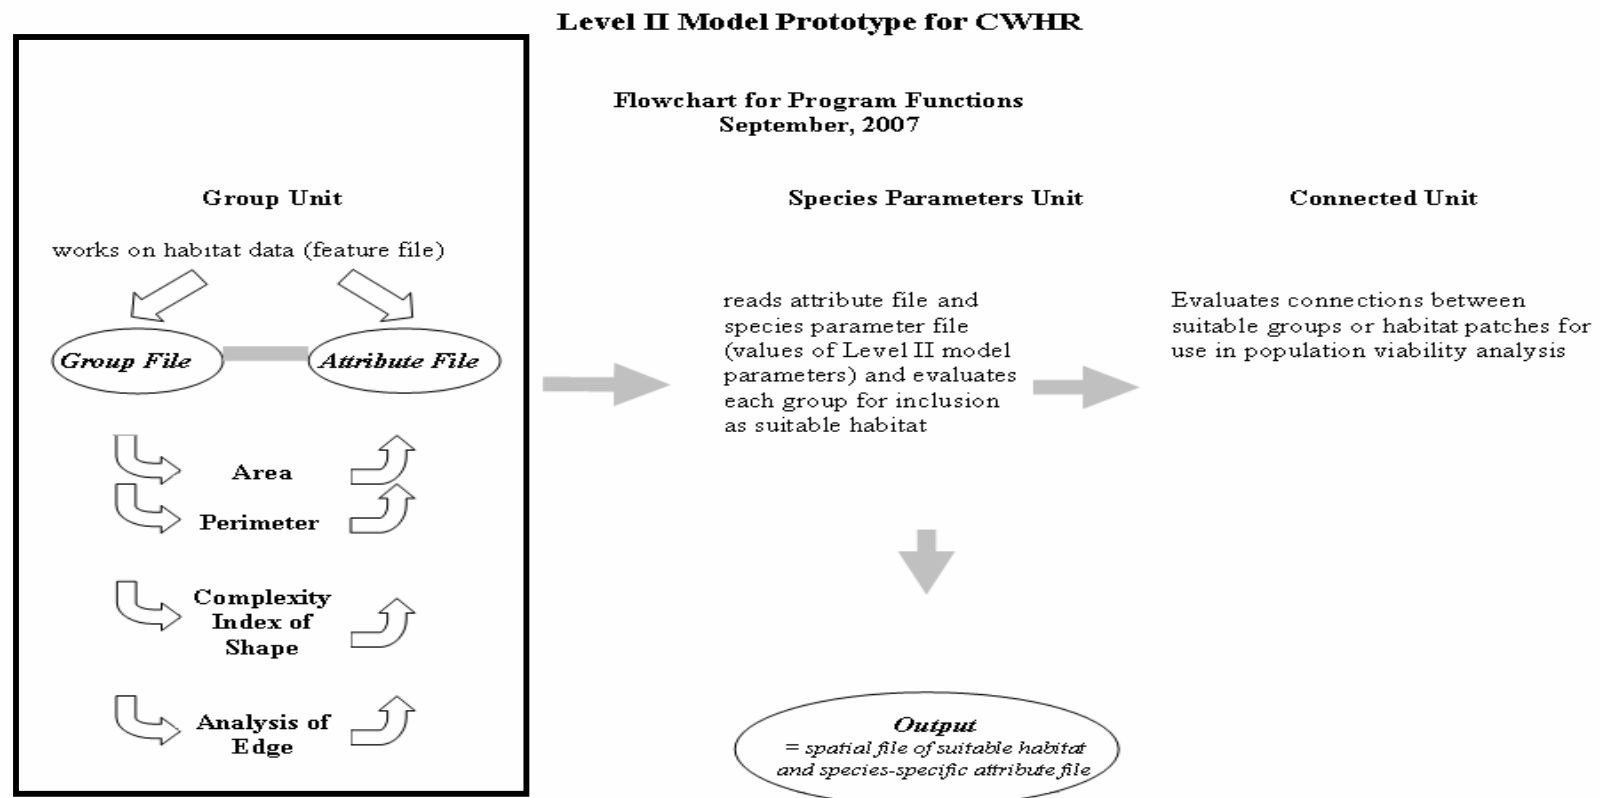 Level II Model Prototype for CWHR
Flowchart for Program Functions
September, 2007
Group Unit
works on habitat data (feature file)
Group File
Attribute File
Area
Perimeter
Complexity
Index of
Shape
Analysis of
Edge
Species Parameters Unit
reads attribute file and
species parameter file
(values of Level II model
parameters) and evaluates
each group for inclusion
as suitable habitat
Connected Unit
Evaluates connections between
suitable groups or habitat patches for
use in population viability analysis
Output
= spatial file of suitable habitat
and species-specific attribute file